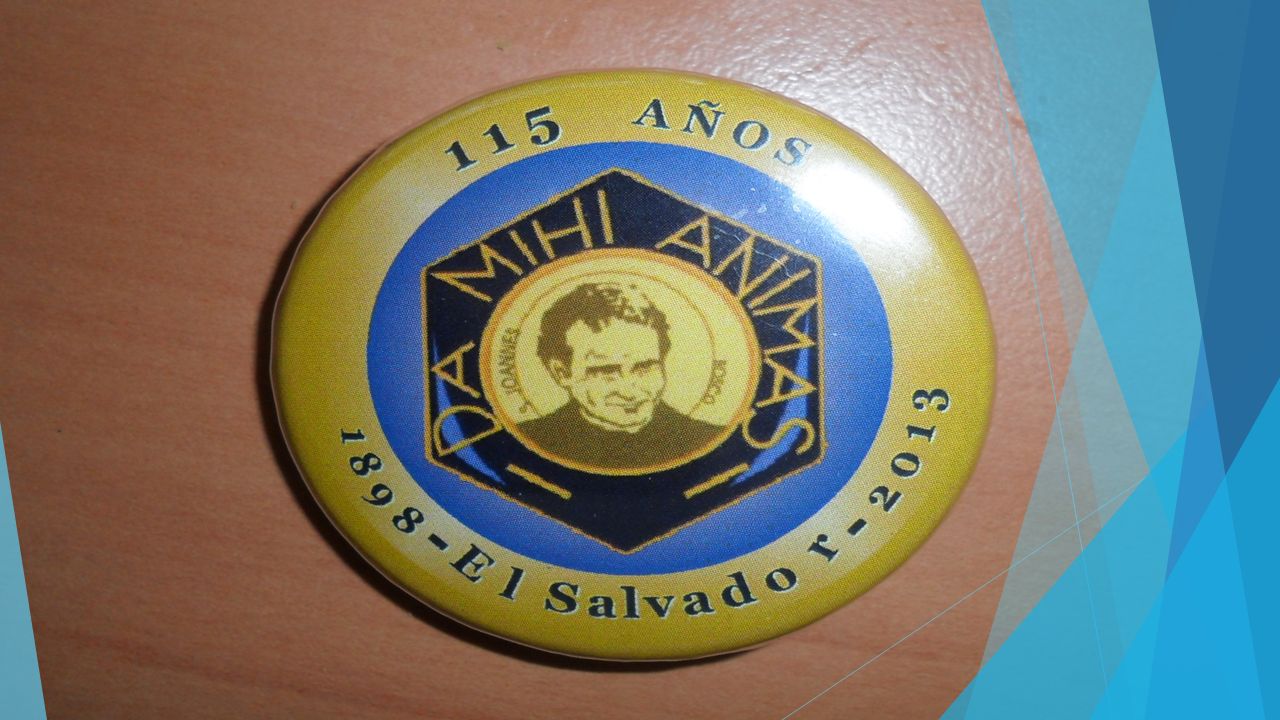 115 AÑOS
DA MIHI ANIMAS
S. JOANNES BOSCO
1898-El Salvador-2013